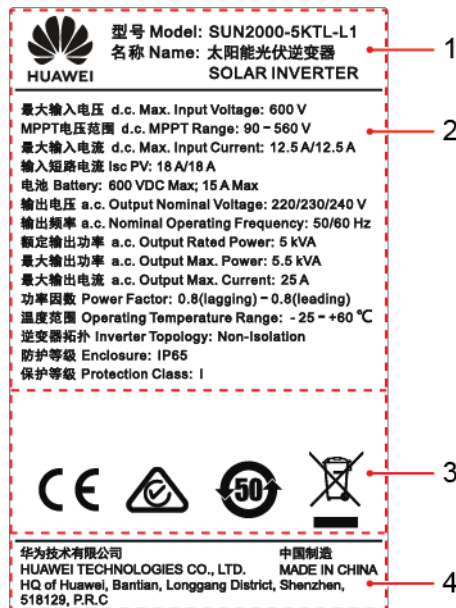 型号 Model: SUN2000-5KTL-L1
名称 Name: 太阳能光伏逆变器
SOLAR INVERTER
HUAWEI
1
最大输入电压 d.c. Max. Input Voltage: 600 V
MPPT电压范围 d.c. MPPT Range: 90 - 560 V
最大输入电流 d.c. Max. Input Current: 12.5 A/12.5 A
输入短路电流 Isc PV: 18 A/18 A
电池 Battery: 600 VDC Max; 15 A Max
输出电压 a.c. Output Nominal Voltage: 220/230/240 V
输出频率 a.c. Nominal Operating Frequency: 50/60 Hz
额定输出功率 a.c. Output Rated Power: 5 kVA
最大输出功率 a.c. Output Max. Power: 5.5 kVA
最大输出电流 a.c. Output Max. Current: 25 A
功率因数 Power Factor: 0.8(lagging) - 0.8(leading)
温度范围 Operating Temperature Range: - 25 - +60 ℃
逆变器拓扑 Inverter Topology: Non-Isolation
防护等级 Enclosure: IP65
保护等级 Protection Class: I
2
CE
50
3
华为技术有限公司 中国制造
HUAWEI TECHNOLOGIES CO., LTD. MADE IN CHINA
HQ of Huawei, Bantian, Longgang District, Shenzhen,
518129, P.R.C
4